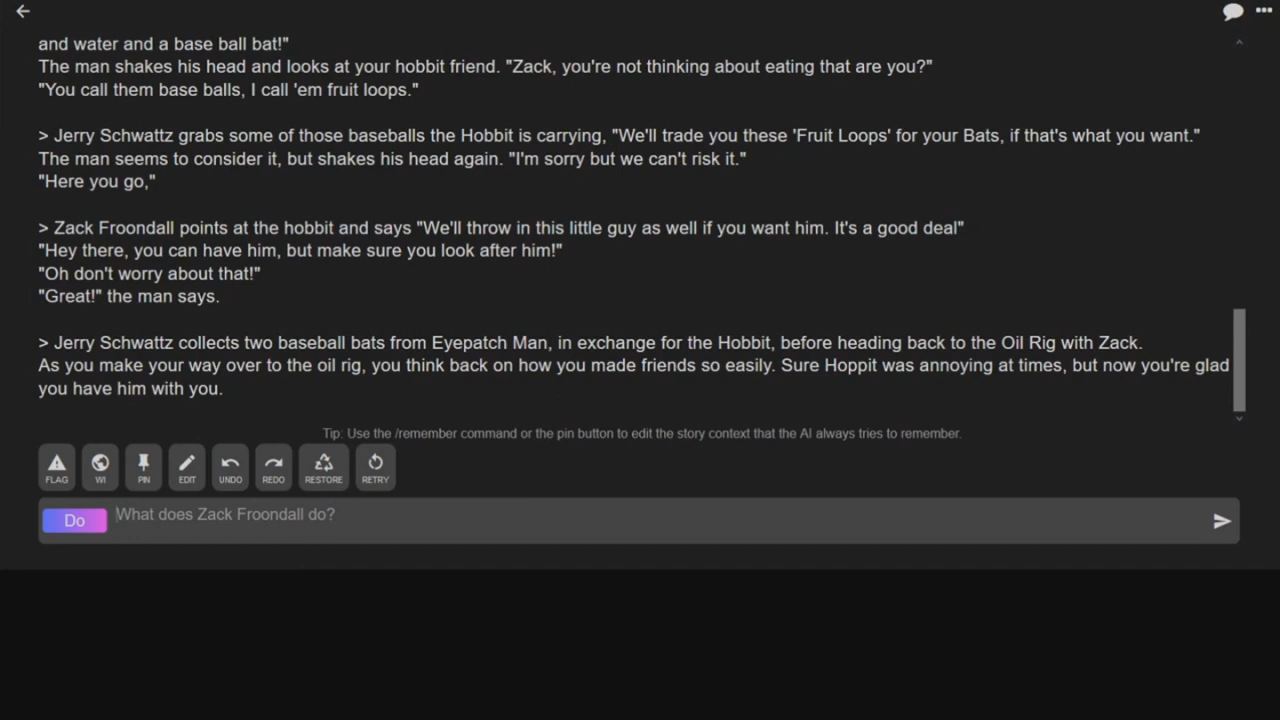 and water and a base ball bat!"
The man shakes his head and looks at your hobbit friend. "Zack, you're not thinking about eating that are you?"
"You call them base balls, I call 'em fruit loops."
> Jerry Schwattz grabs some of those baseballs the Hobbit is carrying, "We'll trade you these 'Fruit Loops' for your Bats, if that's what you want."
The man seems to consider it, but shakes his head again. "I'm sorry but we can't risk it."
"Here you go,"
> Zack Froondall points at the hobbit and says "We'll throw in this little guy as well if you want him. It's a good deal"
"Hey there, you can have him, but make sure you look after him!"
"Oh don't worry about that!"
"Great!" the man says.
> Jerry Schwattz collects two baseball bats from Eyepatch Man, in exchange for the Hobbit, before heading back to the Oil Rig with Zack.
As you make your way over to the oil rig, you think back on how you made friends so easily. Sure Hoppit was annoying at times, but now you're glad
you have him with you.
Tip: Use the /remember command or the pin button to edit the story context that the AI always tries to remember.
FLAG WI PIN EDIT UNDO REDO RESTORE RETRY
Do What does Zack Froondall do?